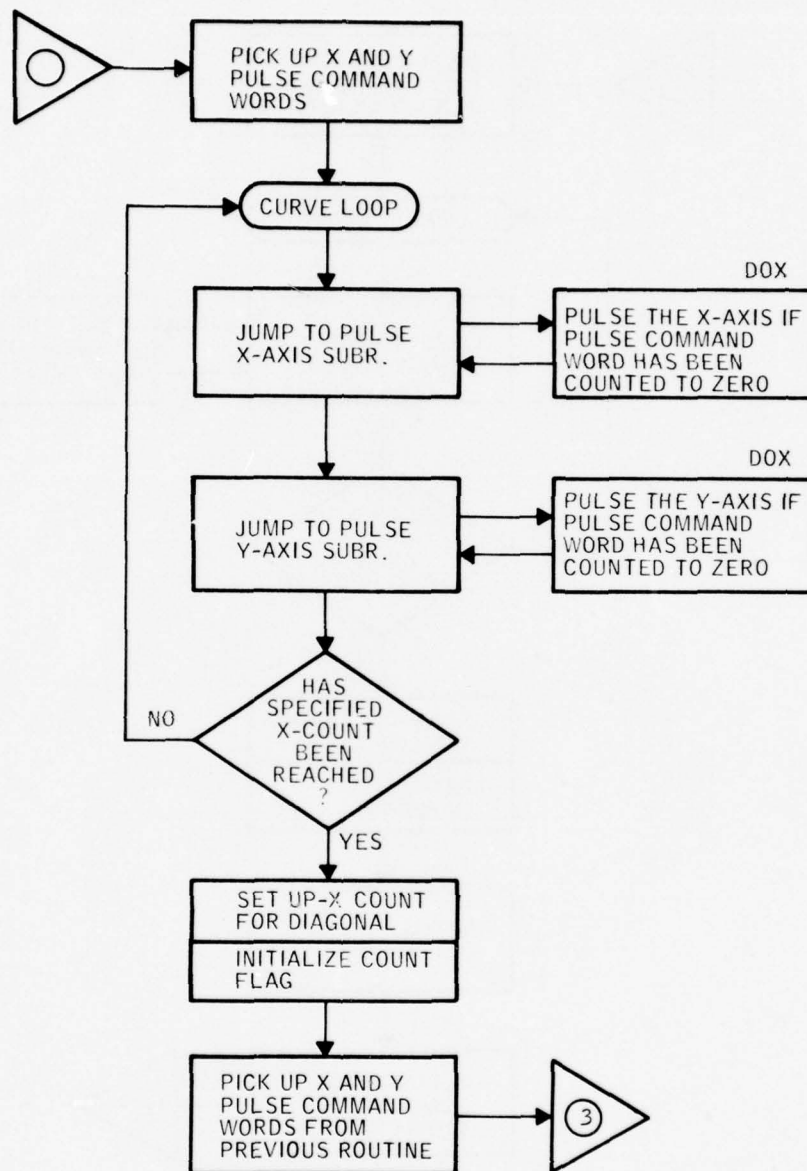 PICK UP X AND Y
PULSE COMMAND
WORDS
CURVE LOOP
DOX
JUMP TO PULSE
X-AXIS SUBR.
PULSE THE X-AXIS IF
PULSE COMMAND
WORD HAS BEEN
COUNTED TO ZERO
DOX
JUMP TO PULSE
Y-AXIS SUBR.
PULSE THE Y-AXIS IF
PULSE COMMAND
WORD HAS BEEN
COUNTED TO ZERO
HAS
SPECIFIED
X-COUNT
BEEN
REACHED
?
NO
YES
SET UP-X COUNT
FOR DIAGONAL
INITIALIZE COUNT
FLAG
PICK UP X AND Y
PULSE COMMAND
WORDS FROM
PREVIOUS ROUTINE
3